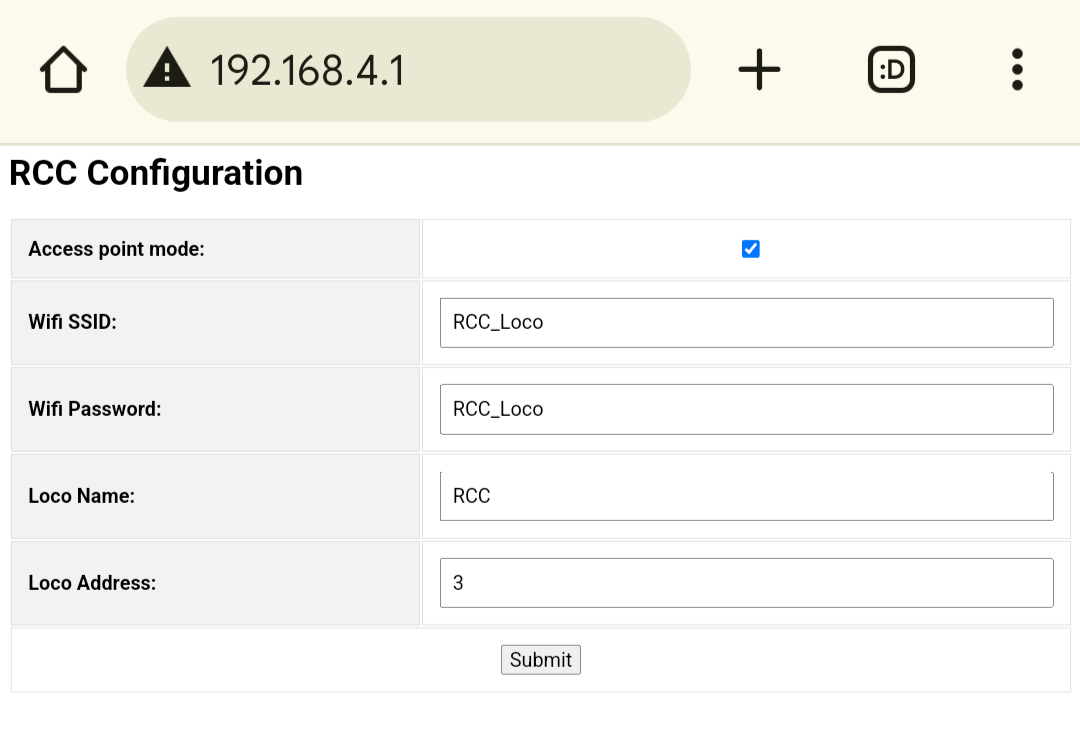 192.168.4.1
:D
RCC Configuration
Access point mode:
Wifi SSID: RCC_Loco
Wifi Password: RCC_Loco
Loco Name: RCC
Loco Address: 3
Submit